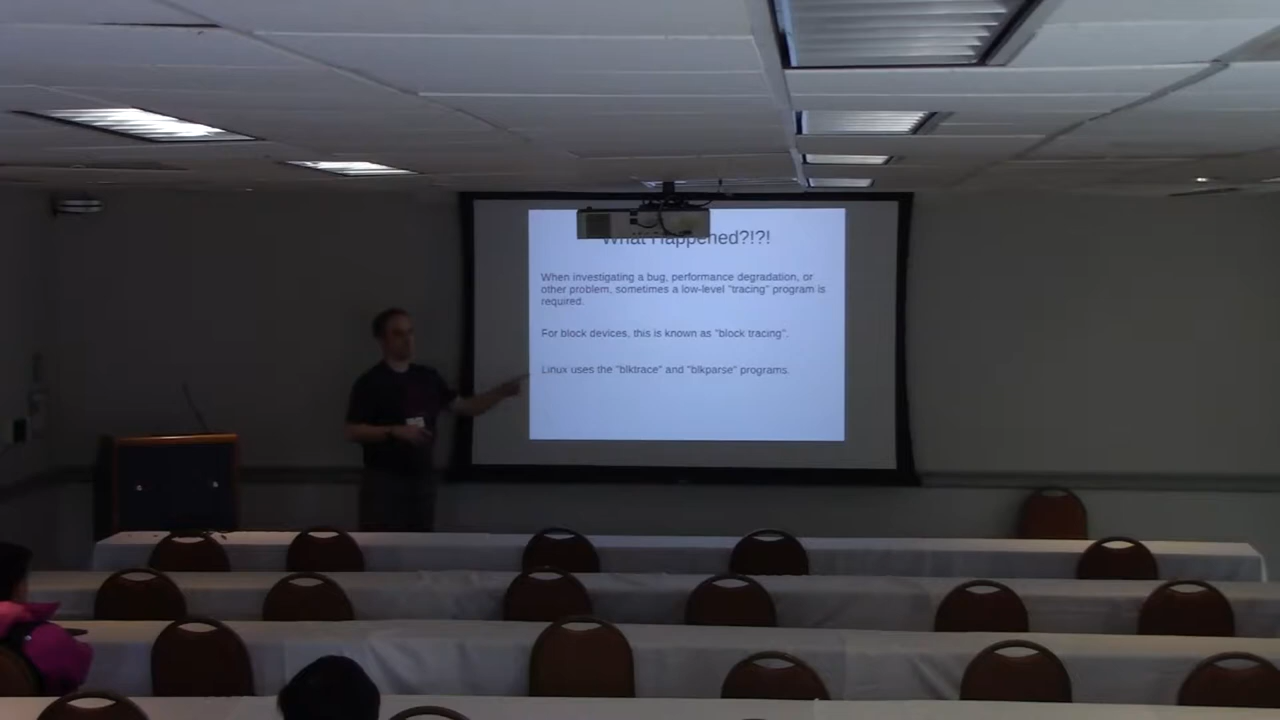 What Happened?!?!
When investigating a bug, performance degradation, or
other problem, sometimes a low-level "tracing" program is
required.
For block devices, this is known as "block tracing".
Linux uses the "blktrace" and "blkparse" programs.